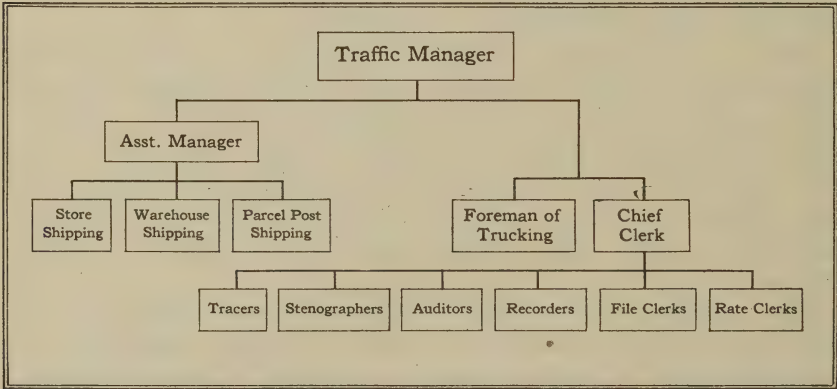 Traffic Manager
Asst. Manager
Store
Shipping
Warehouse
Shipping
Parcel Post
Shipping
Foreman of
Trucking
Chief
Clerk
Tracers
Stenographers
Auditors
Recorders
File Clerks
Rate Clerks